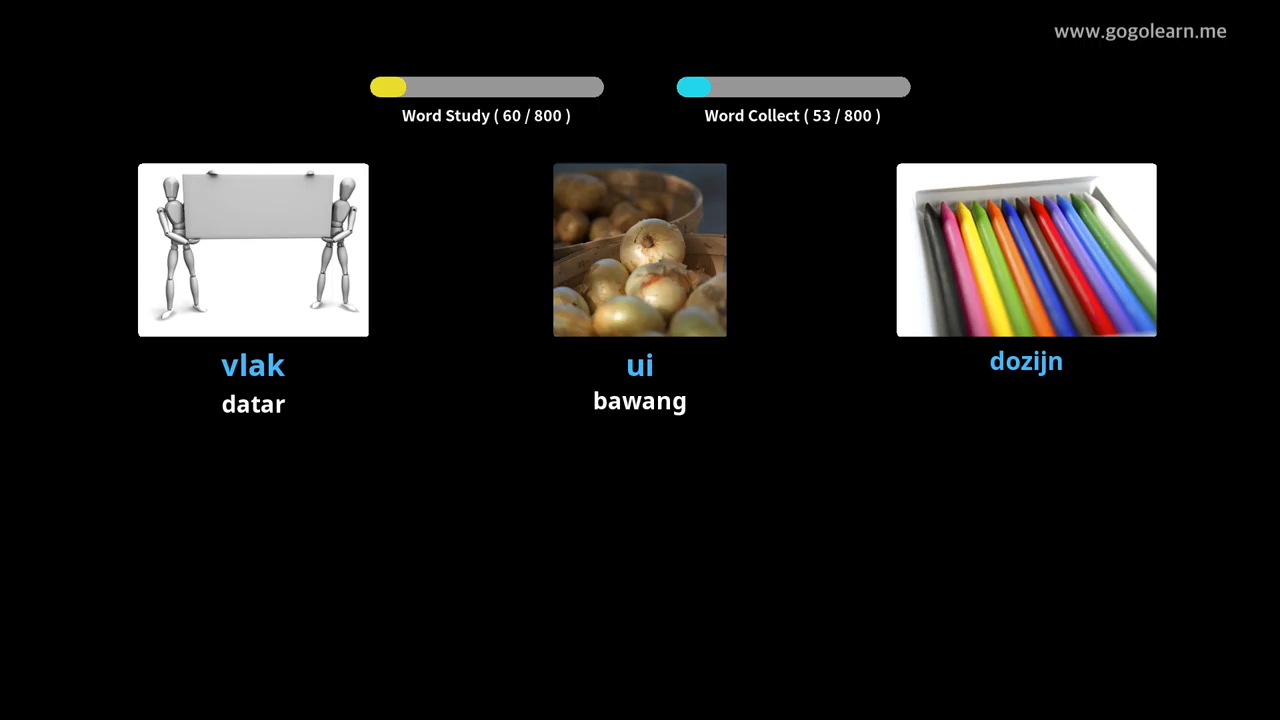 www.gogolearn.me
Word Study ( 60 / 800 )
Word Collect ( 53 / 800 )
vlak
datar
ui
bawang
dozijn